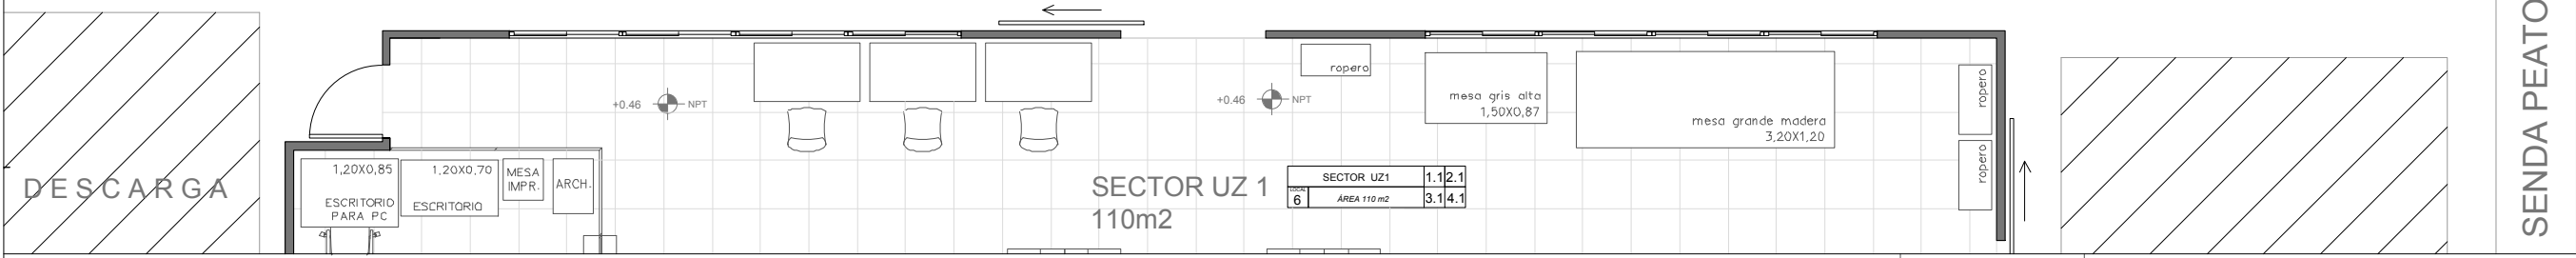 DESCARGA
+0.46
NPT
1,20X0,85
ESCRITORIO
PARA PC
1,20X0,70
ESCRITORIO
MESA
IMPR.
ARCH.
SECTOR UZ 1
110m2
+0.46
NPT
ropero
SECTOR UZ1 1.1 2.1
LOCAL
6 ÁREA 110 m2 3.1 4.1
mesa gris alta
1,50X0,87
mesa grande madera
3,20X1,20
ropero
ropero
SENDA PEATO